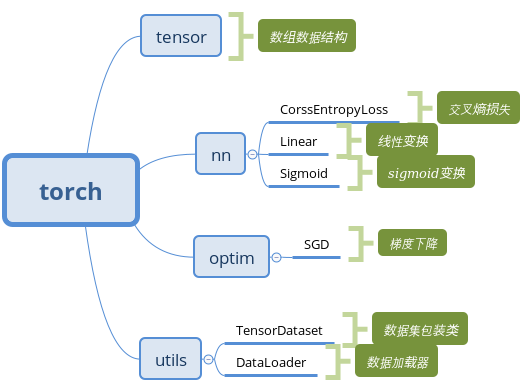 tensor
数组数据结构
CorssEntropyLoss
交叉熵损失
nn
Linear
线性变换
Sigmoid
sigmoid变换
torch
optim
SGD
梯度下降
utils
TensorDataset
数据集包装类
DataLoader
数据加载器